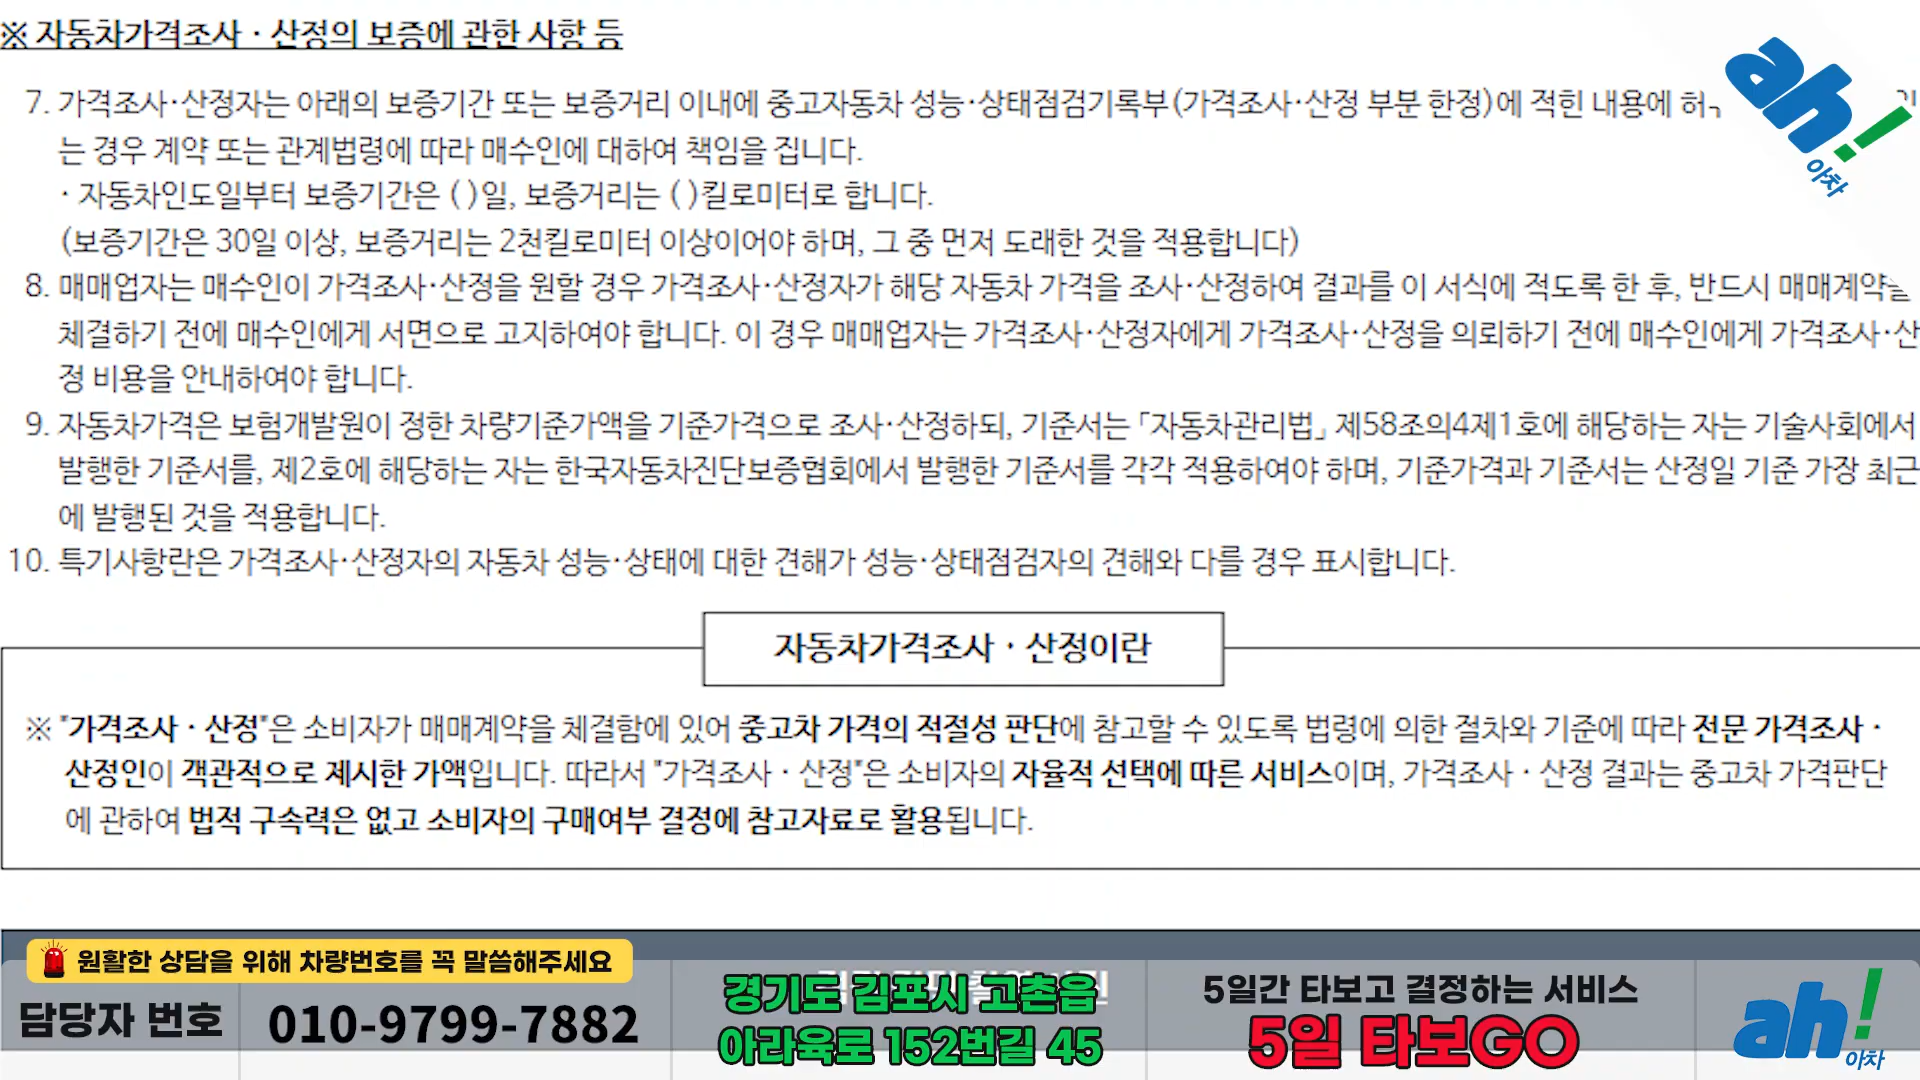 ※ 자동차가격조사 · 산정의 보증에 관한 사항 등
ah!
아차
7. 가격조사·산정자는 아래의 보증기간 또는 보증거리 이내에 중고자동차 성능·상태점검기록부(가격조사·산정 부분 한정)에 적힌 내용에
는 경우 계약 또는 관계법령에 따라 매수인에 대하여 책임을 집니다.
· 자동차인도일부터 보증기간은 ( )일, 보증거리는 ( )킬로미터로 합니다.
(보증기간은 30일 이상, 보증거리는 2천킬로미터 이상이어야 하며, 그 중 먼저 도래한 것을 적용합니다)
8. 매매업자는 매수인이 가격조사·산정을 원할 경우 가격조사·산정자가 해당 자동차 가격을 조사·산정하여 결과를 이 서식에 적도록 한 후, 반드시 매매계약을
체결하기 전에 매수인에게 서면으로 고지하여야 합니다. 이 경우 매매업자는 가격조사·산정자에게 가격조사·산정을 의뢰하기 전에 매수인에게 가격조사·산
정 비용을 안내하여야 합니다.
9. 자동차가격은 보험개발원이 정한 차량기준가액을 기준가격으로 조사·산정하되, 기준서는 「자동차관리법」 제58조의4제1호에 해당하는 자는 기술사회에서
발행한 기준서를, 제2호에 해당하는 자는 한국자동차진단보증협회에서 발행한 기준서를 각각 적용하여야 하며, 기준가격과 기준서는 산정일 기준 가장 최근
에 발행된 것을 적용합니다.
10. 특기사항란은 가격조사·산정자의 자동차 성능·상태에 대한 견해가 성능·상태점검자의 견해와 다를 경우 표시합니다.
자동차가격조사 · 산정이란
※ "가격조사 · 산정"은 소비자가 매매계약을 체결함에 있어 중고차 가격의 적절성 판단에 참고할 수 있도록 법령에 의한 절차와 기준에 따라 전문 가격조사 ·
산정인이 객관적으로 제시한 가액입니다. 따라서 "가격조사 · 산정"은 소비자의 자율적 선택에 따른 서비스이며, 가격조사 · 산정 결과는 중고차 가격판단
에 관하여 법적 구속력은 없고 소비자의 구매여부 결정에 참고자료로 활용됩니다.
원활한 상담을 위해 차량번호를 꼭 말씀해주세요
담당자 번호 010-9799-7882
경기도 김포시 고촌읍
아라육로 152번길 45
5일간 타보고 결정하는 서비스
5일 타보GO
ah!
아차